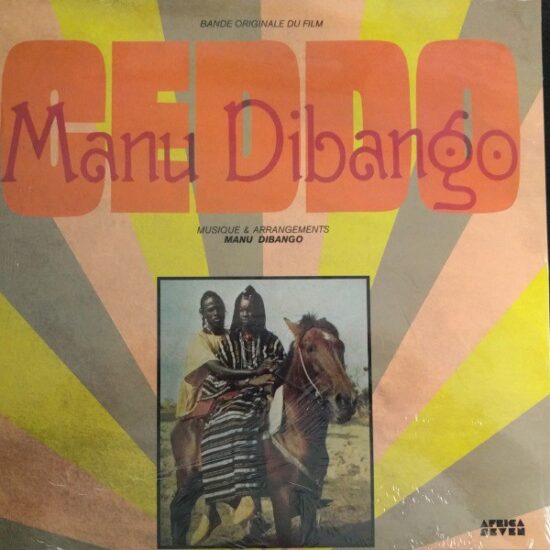 BANDE ORIGINALE DU FILM
CEDDO
Manu Dibango
MUSIQUE & ARRANGEMENTS
MANU DIBANGO
AFRICA
SEVEN